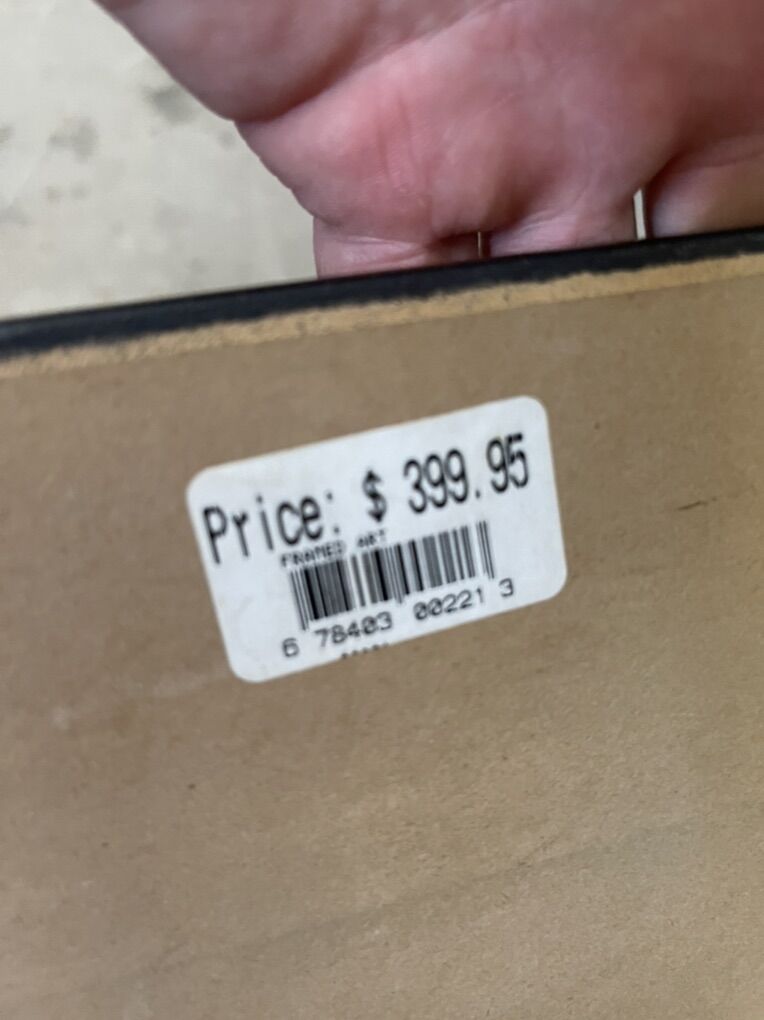 Price: $ 399.95
FRAMED ART
6 78403 00221 3